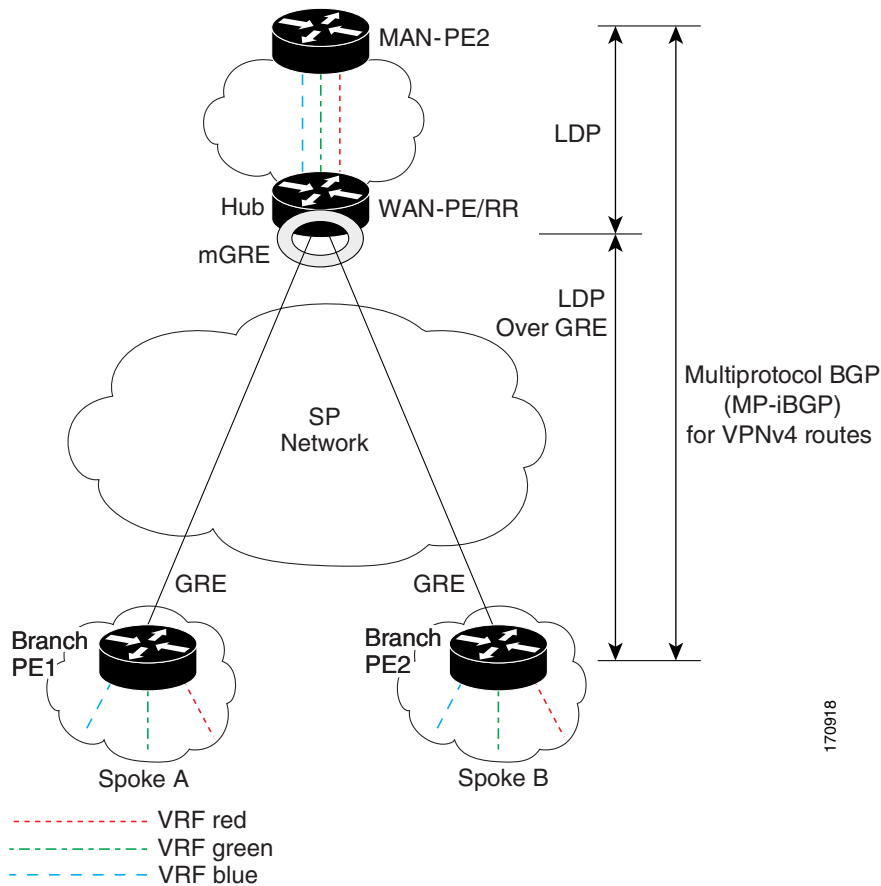 MAN-PE2
LDP
Hub
WAN-PE/RR
mGRE
LDP
Over GRE
Multiprotocol BGP
(MP-iBGP)
for VPNv4 routes
SP
Network
GRE
GRE
Branch
PE1
Branch
PE2
170918
Spoke A
Spoke B
VRF red
VRF green
VRF blue